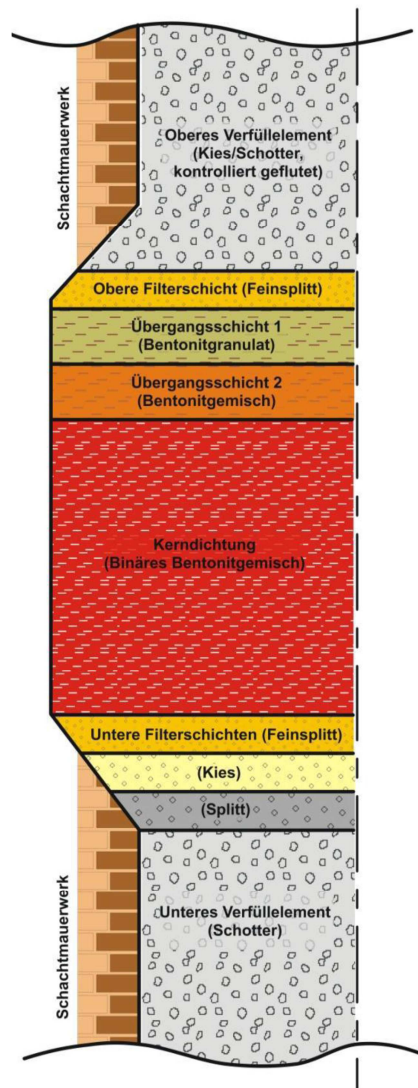 Schachtmauerwerk
Oberes Verfüllelement
(Kies/Schotter,
kontrolliert geflutet)
Obere Filterschicht (Feinsplitt)
Übergangsschicht 1
(Bentonitgranulat)
Übergangsschicht 2
(Bentonitgemisch)
Kerndichtung
(Binäres Bentonitgemisch)
Untere Filterschichten (Feinsplitt)
(Kies)
(Splitt)
Schachtmauerwerk
Unteres Verfüllelement
(Schotter)